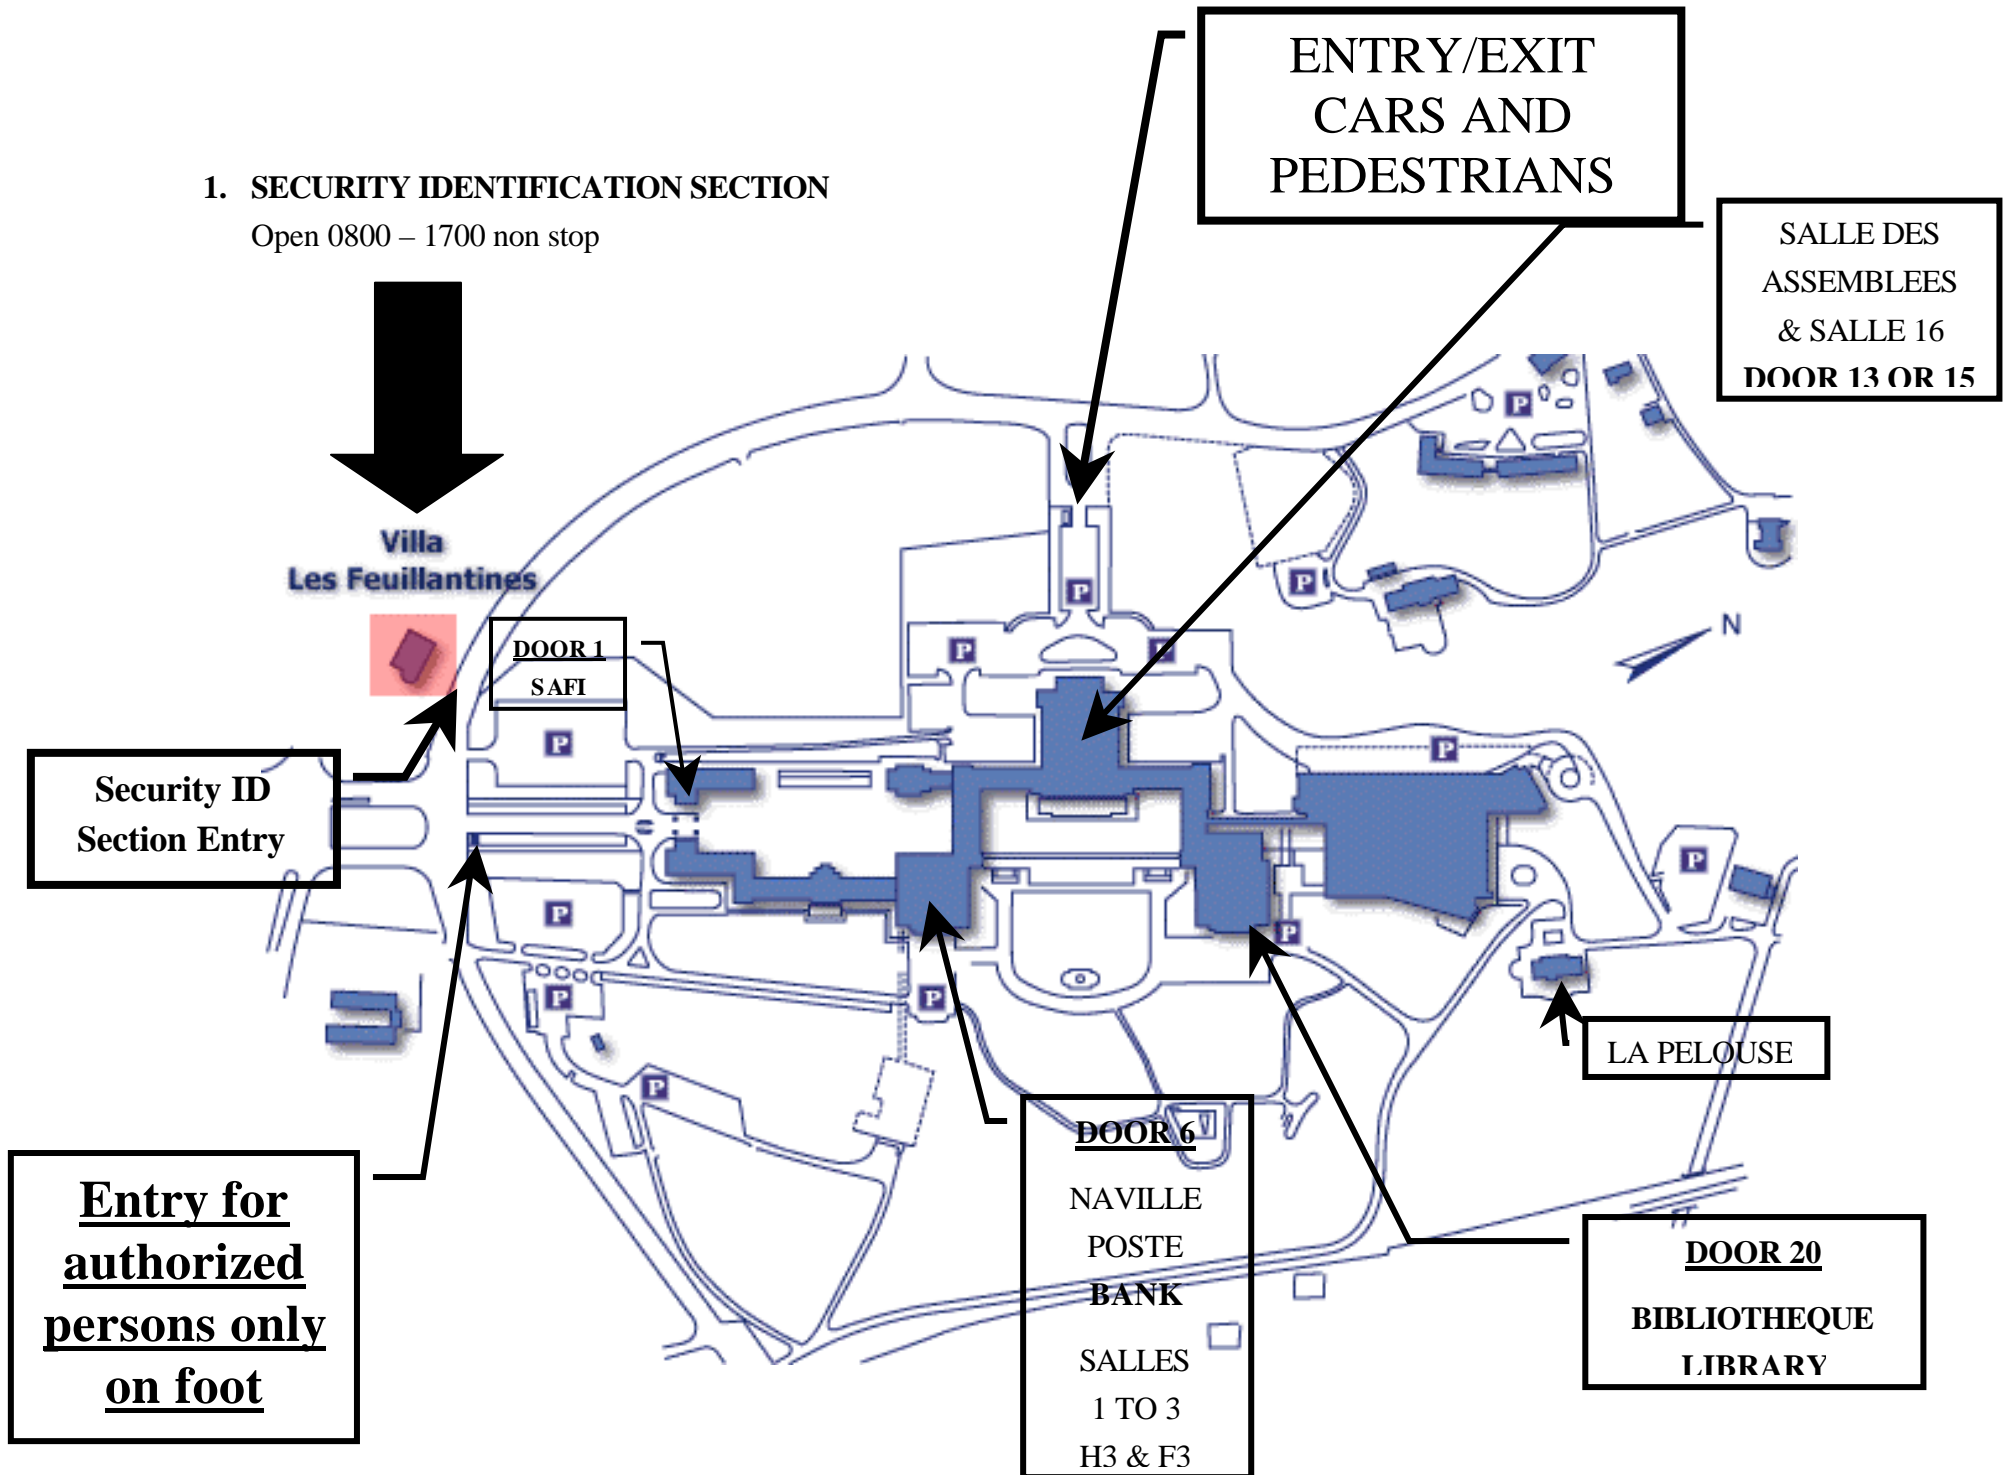 ENTRY/EXIT
CARS AND
PEDESTRIANS
1. SECURITY IDENTIFICATION SECTION
Open 0800 – 1700 non stop
SALLE DES
ASSEMBLEES
& SALLE 16
DOOR 13 OR 15
P
Villa
Les Feuillantines
P
P
N
DOOR 1
SAFI
P
P
P
P
Security ID
Section Entry
P
P
P
P
P
LA PELOUSE
P
DOOR 6
NAVILLE
POSTE
BANK
SALLES
1 TO 3
H3 & F3
Entry for
authorized
persons only
on foot
DOOR 20
BIBLIOTHEQUE
LIBRARY